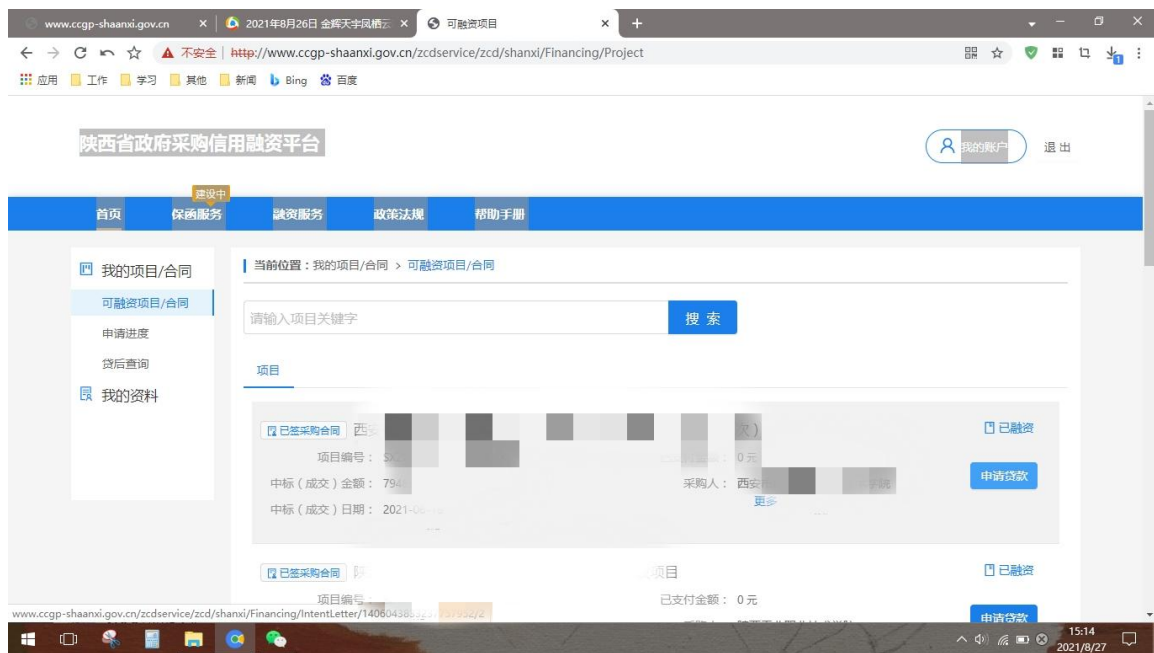 www.ccgp-shaanxi.gov.cn
2021年8月26日 金辉天宇凤栖云
可融资项目
不安全 http://www.ccgp-shaanxi.gov.cn/zcdservice/zcd/shanxi/Financing/Project
应用 工作 学习 其他 新闻 Bing 百度
陕西省政府采购信用融资平台
我的账户 退出
建设中
首页 保函服务 融资服务 政策法规 帮助手册
我的项目/合同
可融资项目/合同
申请进度
贷后查询
我的资料
当前位置：我的项目/合同 > 可融资项目/合同
请输入项目关键字 搜索
项目
已签采购合同 西 ） 已融资
项目编号： 0元
中标（成交）金额： 794 采购人： 西安 学院 申请贷款
更多
中标（成交）日期： 2021-
已签采购合同 项目 已融资
项目编号： 已支付金额： 0元
申请贷款
www.ccgp-shaanxi.gov.cn/zcdservice/zcd/shanxi/Financing/IntentLetter/
15:14
2021/8/27